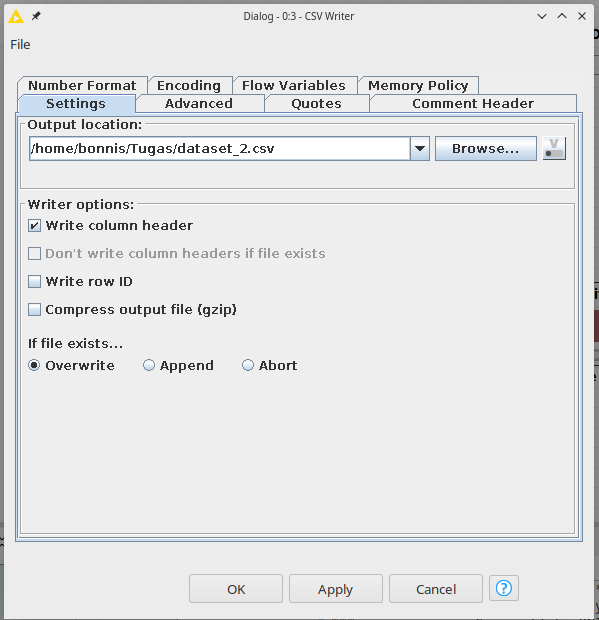 Dialog - 0:3 - CSV Writer
File
Number Format Encoding Flow Variables Memory Policy
Settings Advanced Quotes Comment Header
Output location:
/home/bonnis/Tugas/dataset_2.csv Browse... V
Writer options:
Write column header
Don't write column headers if file exists
Write row ID
Compress output file {gzip}
If file exists...
Overwrite Append Abort
OK Apply Cancel ?